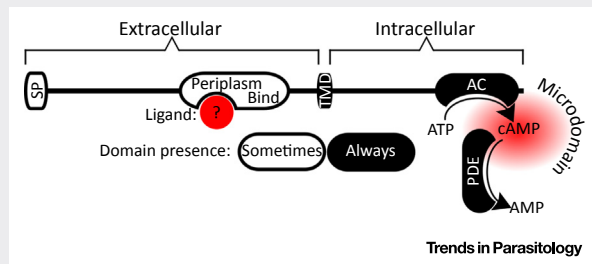 Extracellular Intracellular
SP
Periplasm
Bind
TMD
AC
Ligand: ?
ATP
cAMP
Microdomain
Domain presence: Sometimes Always
PDE
AMP
Trends in Parasitology